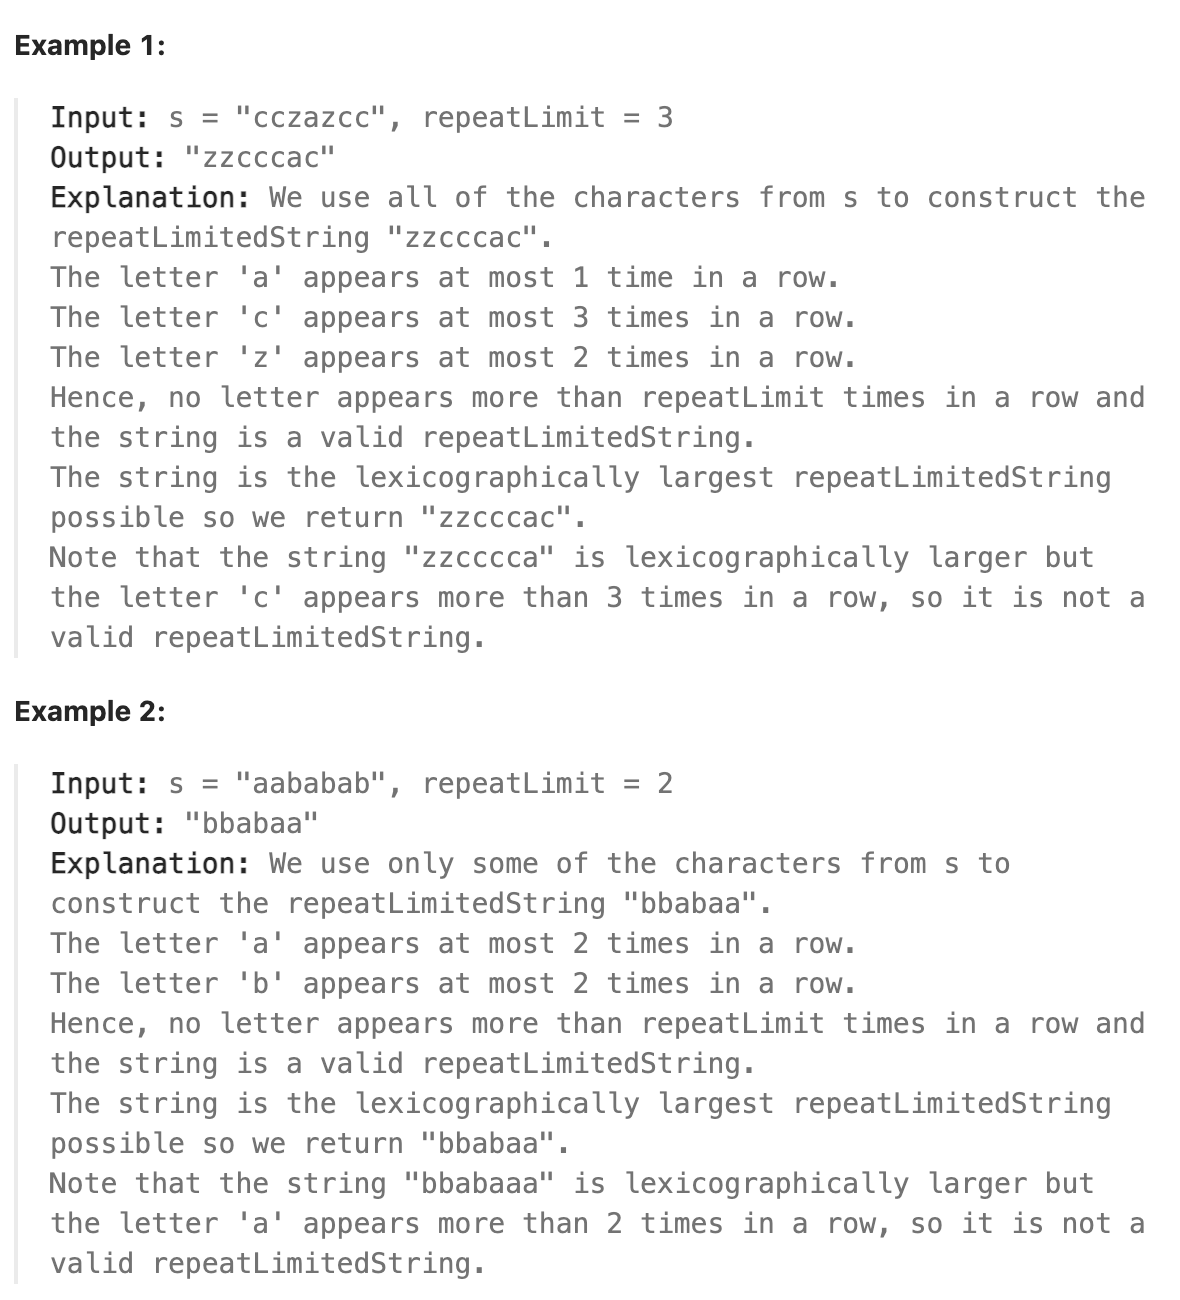 Example 1:
Input: s = "cczazcc", repeatLimit = 3
Output: "zzcccac"
Explanation: We use all of the characters from s to construct the
repeatLimitedString "zzcccac".
The letter 'a' appears at most 1 time in a row.
The letter 'c' appears at most 3 times in a row.
The letter 'z' appears at most 2 times in a row.
Hence, no letter appears more than repeatLimit times in a row and
the string is a valid repeatLimitedString.
The string is the lexicographically largest repeatLimitedString
possible so we return "zzcccac".
Note that the string "zzcccca" is lexicographically larger but
the letter 'c' appears more than 3 times in a row, so it is not a
valid repeatLimitedString.
Example 2:
Input: s = "aababab", repeatLimit = 2
Output: "bbabaa"
Explanation: We use only some of the characters from s to
construct the repeatLimitedString "bbabaa".
The letter 'a' appears at most 2 times in a row.
The letter 'b' appears at most 2 times in a row.
Hence, no letter appears more than repeatLimit times in a row and
the string is a valid repeatLimitedString.
The string is the lexicographically largest repeatLimitedString
possible so we return "bbabaa".
Note that the string "bbabaaa" is lexicographically larger but
the letter 'a' appears more than 2 times in a row, so it is not a
valid repeatLimitedString.